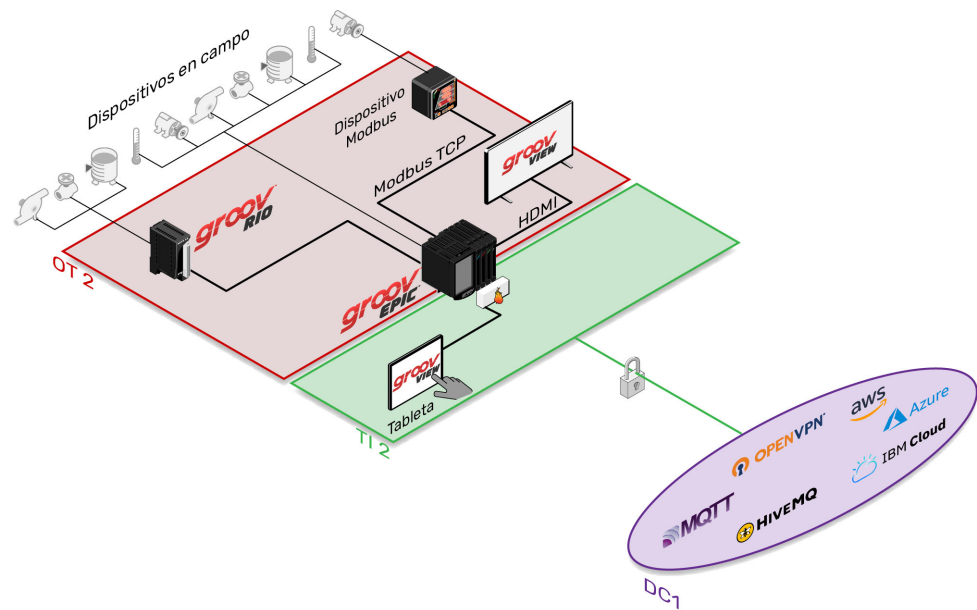 Dispositivos en campo
Dispositivo
Modbus
Modbus TCP
groov
VIEW
HDMI
groov
RIO
OT 2
groov
EPIC
groov
VIEW
Tableta
TI 2
aws
Azure
OPENVPN
IBM Cloud
MQTT
HIVEMQ
DC1